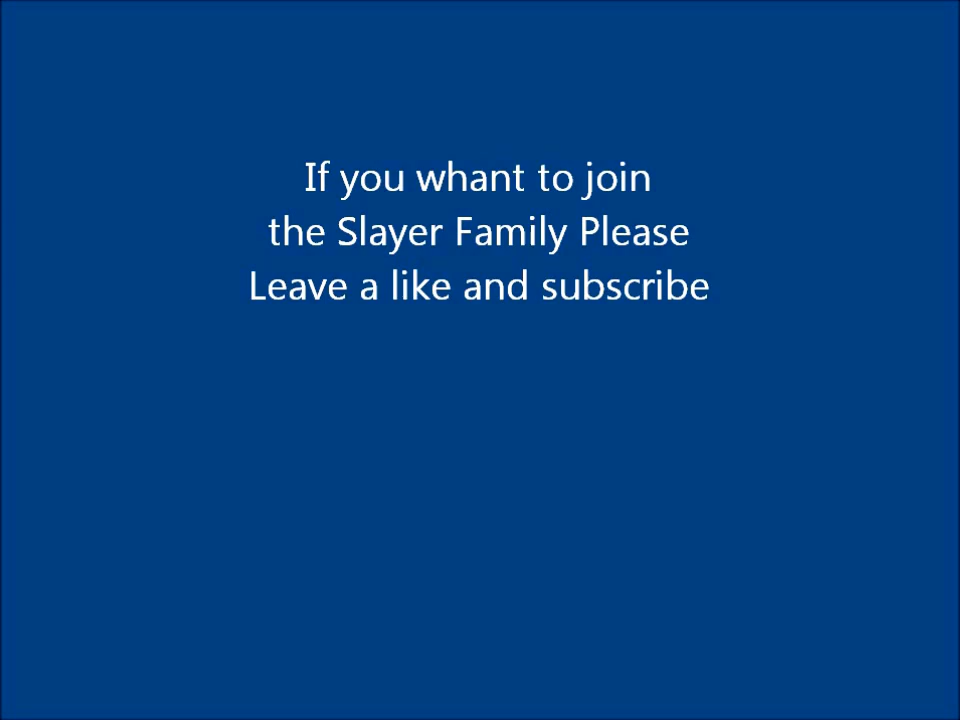 If you whant to join
the Slayer Family Please
Leave a like and subscribe